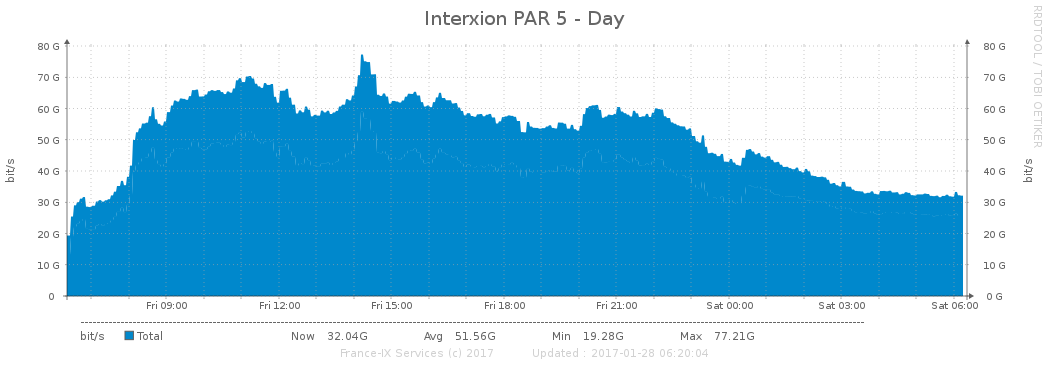 Interxion PAR 5 - Day
RRDTOOL / TOBI OETIKER
80 G 80 G
70 G 70 G
60 G 60 G
50 G 50 G
40 G 40 G
30 G 30 G
20 G 20 G
10 G 10 G
0 0 G
bit/s
bit/s
Fri 09:00 Fri 12:00 Fri 15:00 Fri 18:00 Fri 21:00 Sat 00:00 Sat 03:00 Sat 06:00
bit/s Total Now 32.04G Avg 51.56G Min 19.28G Max 77.21G
France-IX Services (c) 2017 Updated : 2017-01-28 06:20:04